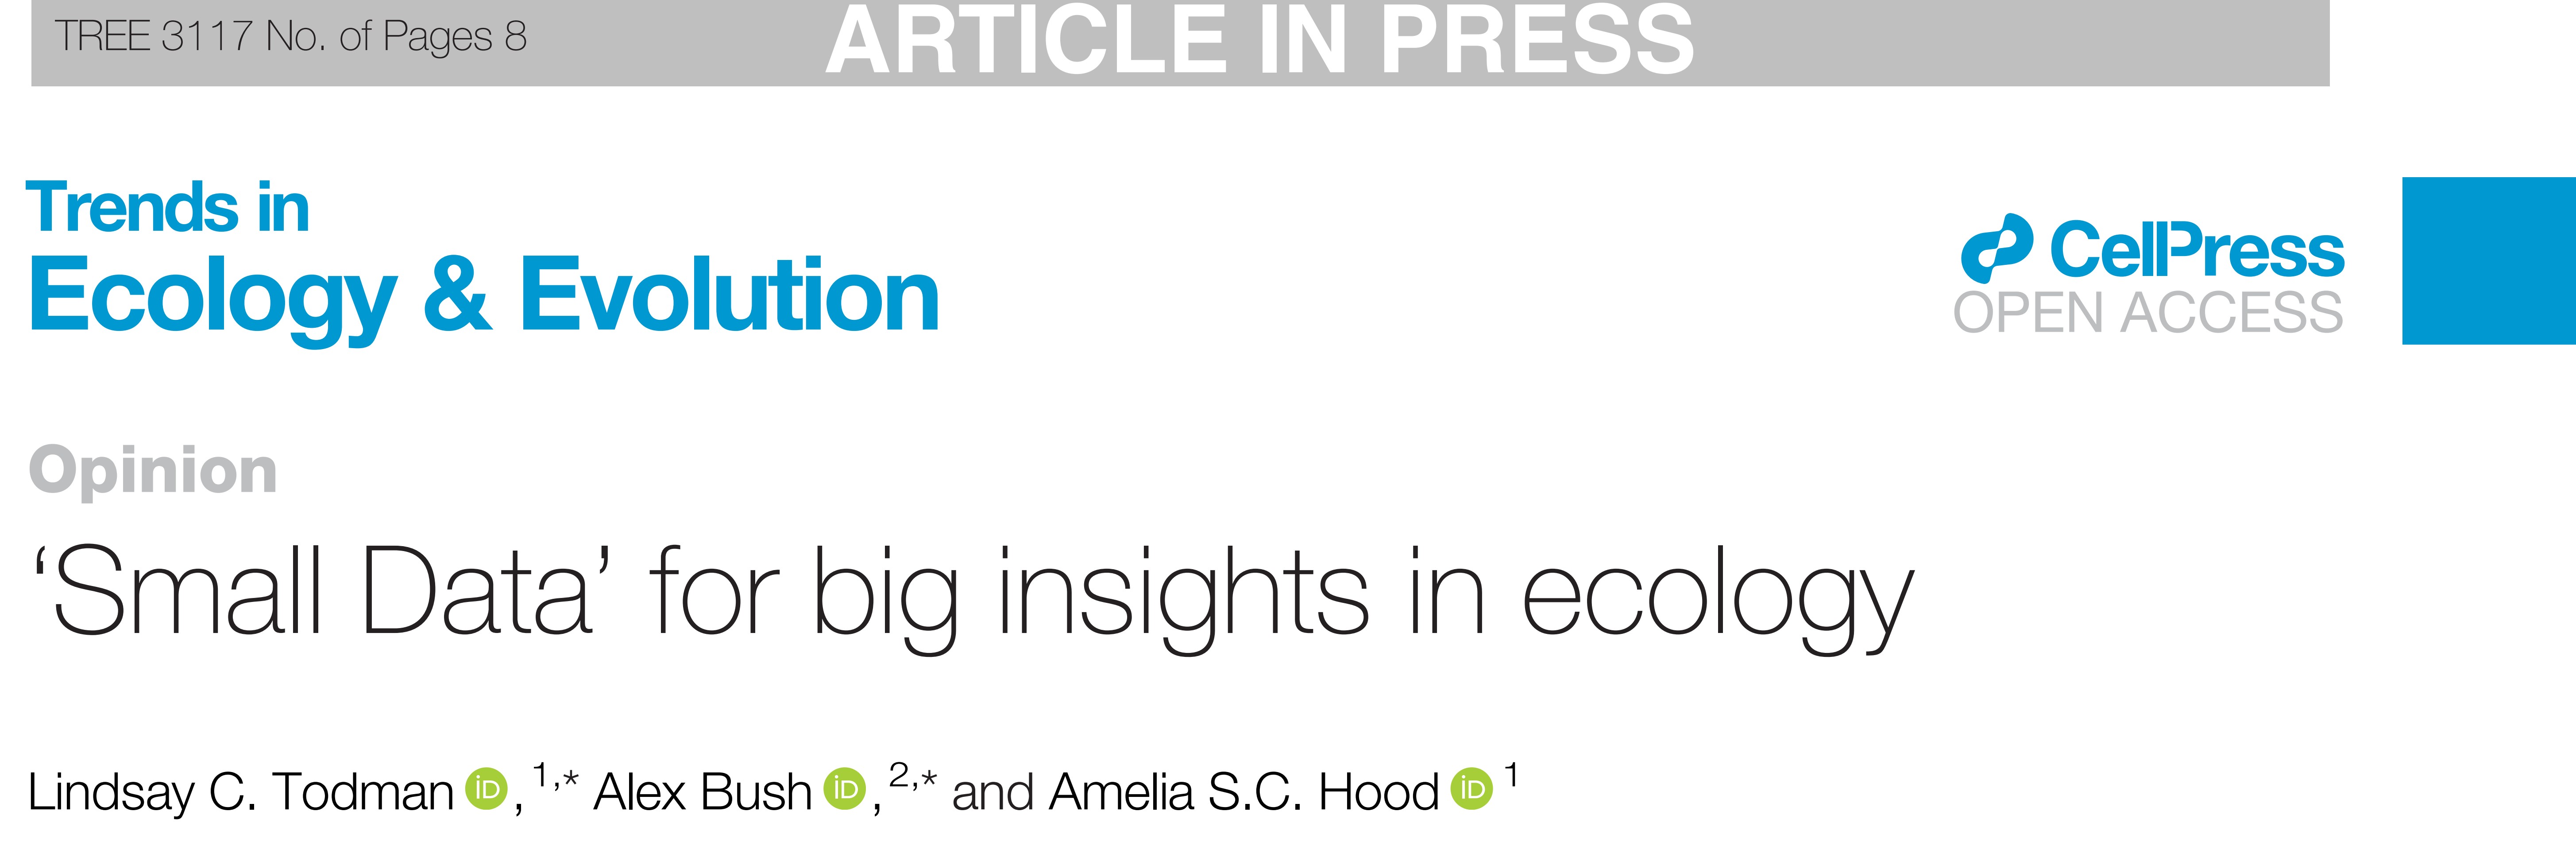 TREE 3117 No. of Pages 8
ARTICLE IN PRESS
Trends in
Ecology & Evolution
CellPress
OPEN ACCESS
Opinion
‘Small Data’ for big insights in ecology
Lindsay C. Todman iD, 1,* Alex Bush iD, 2,* and Amelia S.C. Hood iD 1